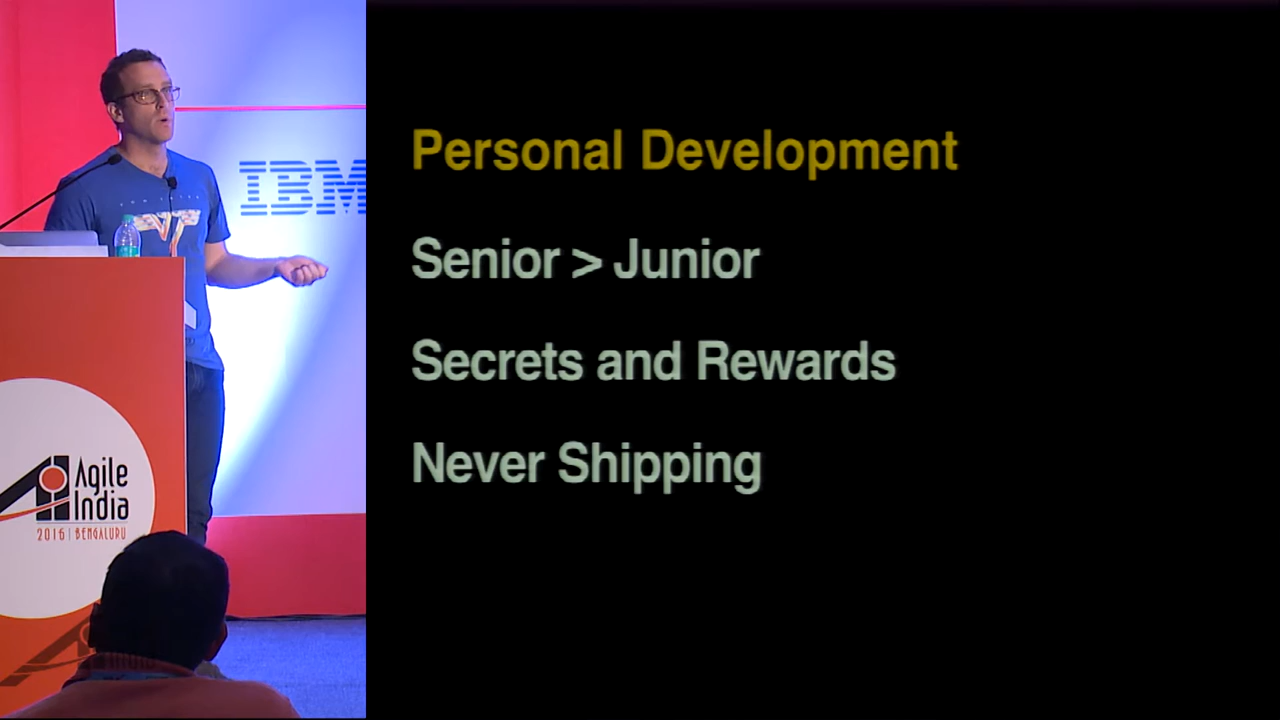 IBM
Personal Development
Senior > Junior
Secrets and Rewards
Never Shipping
Agile
India
2016 | BENGALURU